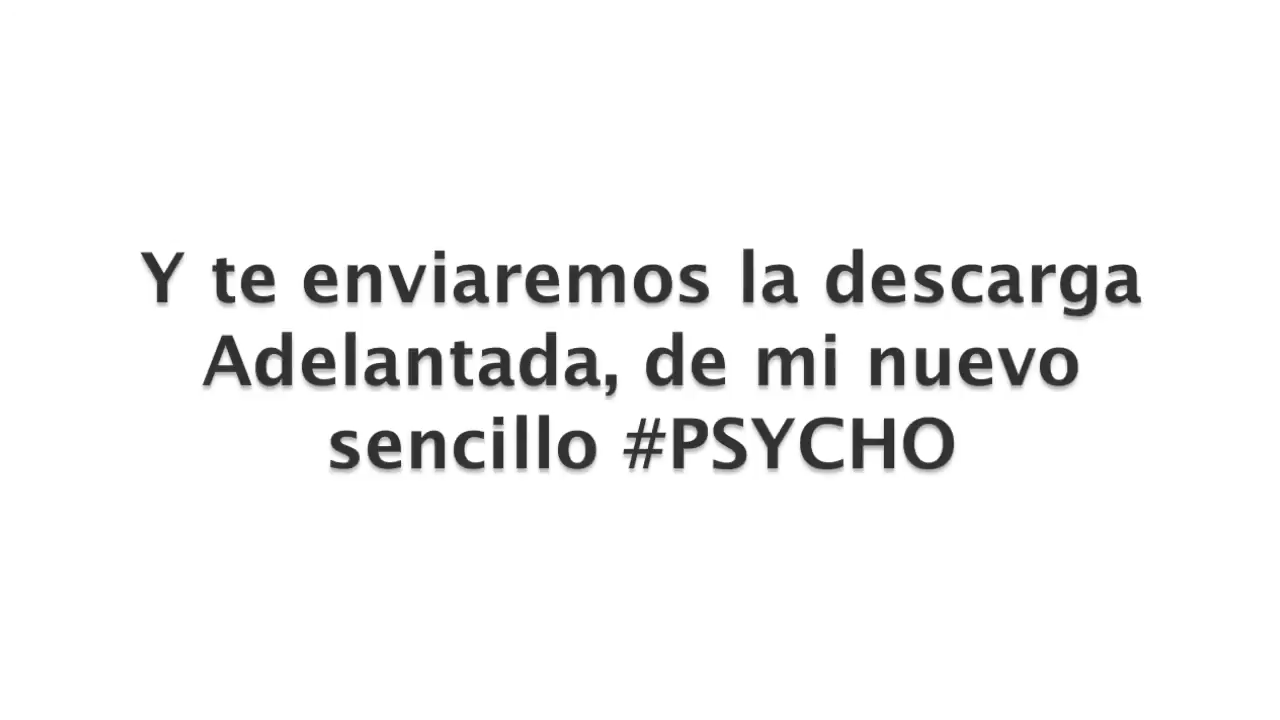 Y te enviaremos la descarga
Adelantada, de mi nuevo
sencillo #PSYCHO